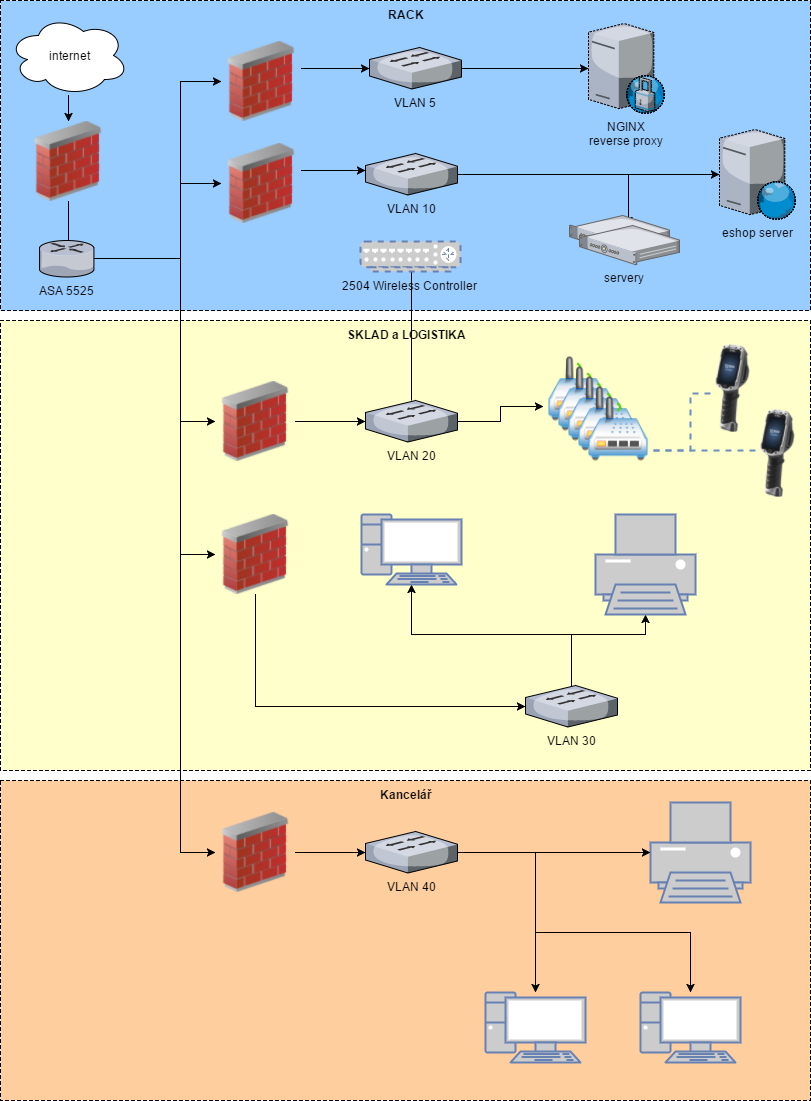 RACK
internet
VLAN 5
NGINX
reverse proxy
VLAN 10
eshop server
servery
ASA 5525
2504 Wireless Controller
SKLAD a LOGISTIKA
VLAN 20
VLAN 30
Kancelář
VLAN 40